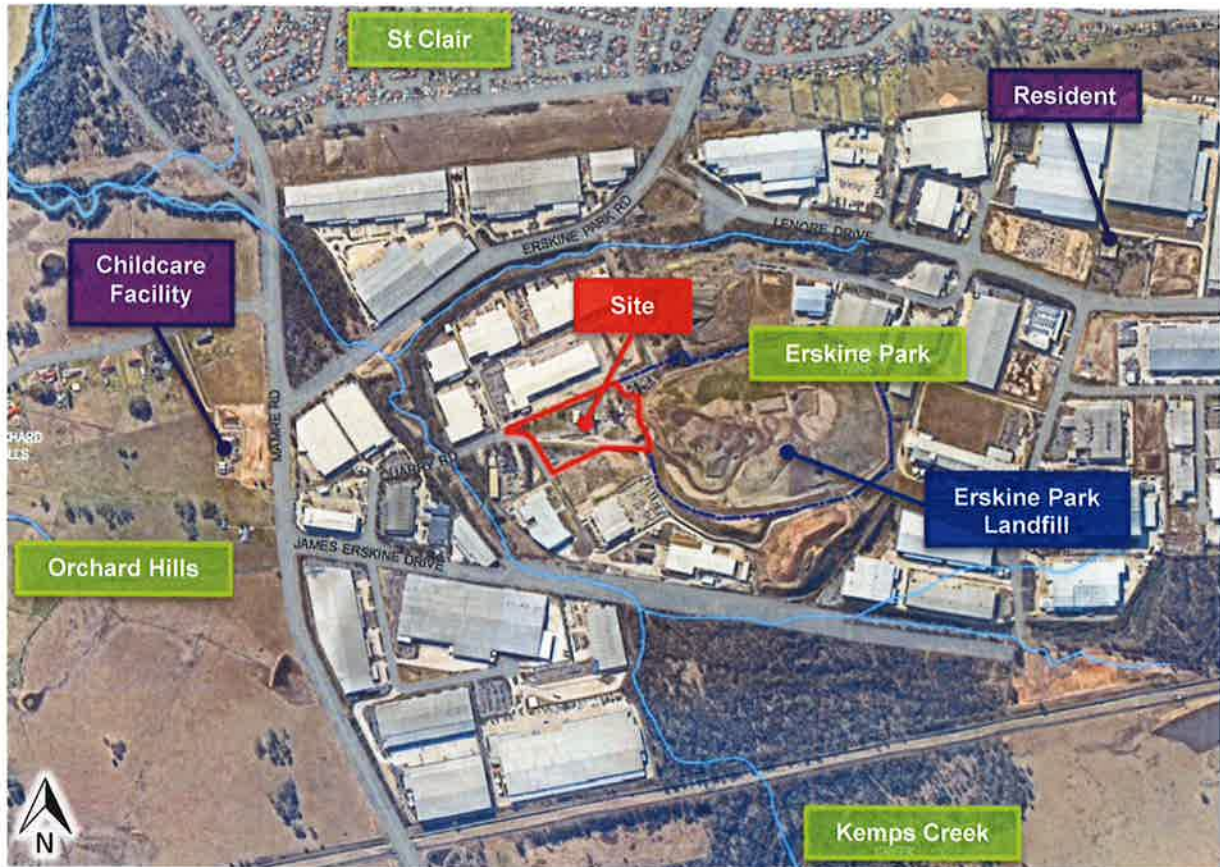 St Clair
Resident
LENORE DRIVE
ERSKINE PARK RD
Childcare
Facility
Site
Erskine Park
MAMRE RD
QUARRY RD
Erskine Park
Landfill
JAMES ERSKINE DRIVE
Orchard Hills
Kemps Creek
N